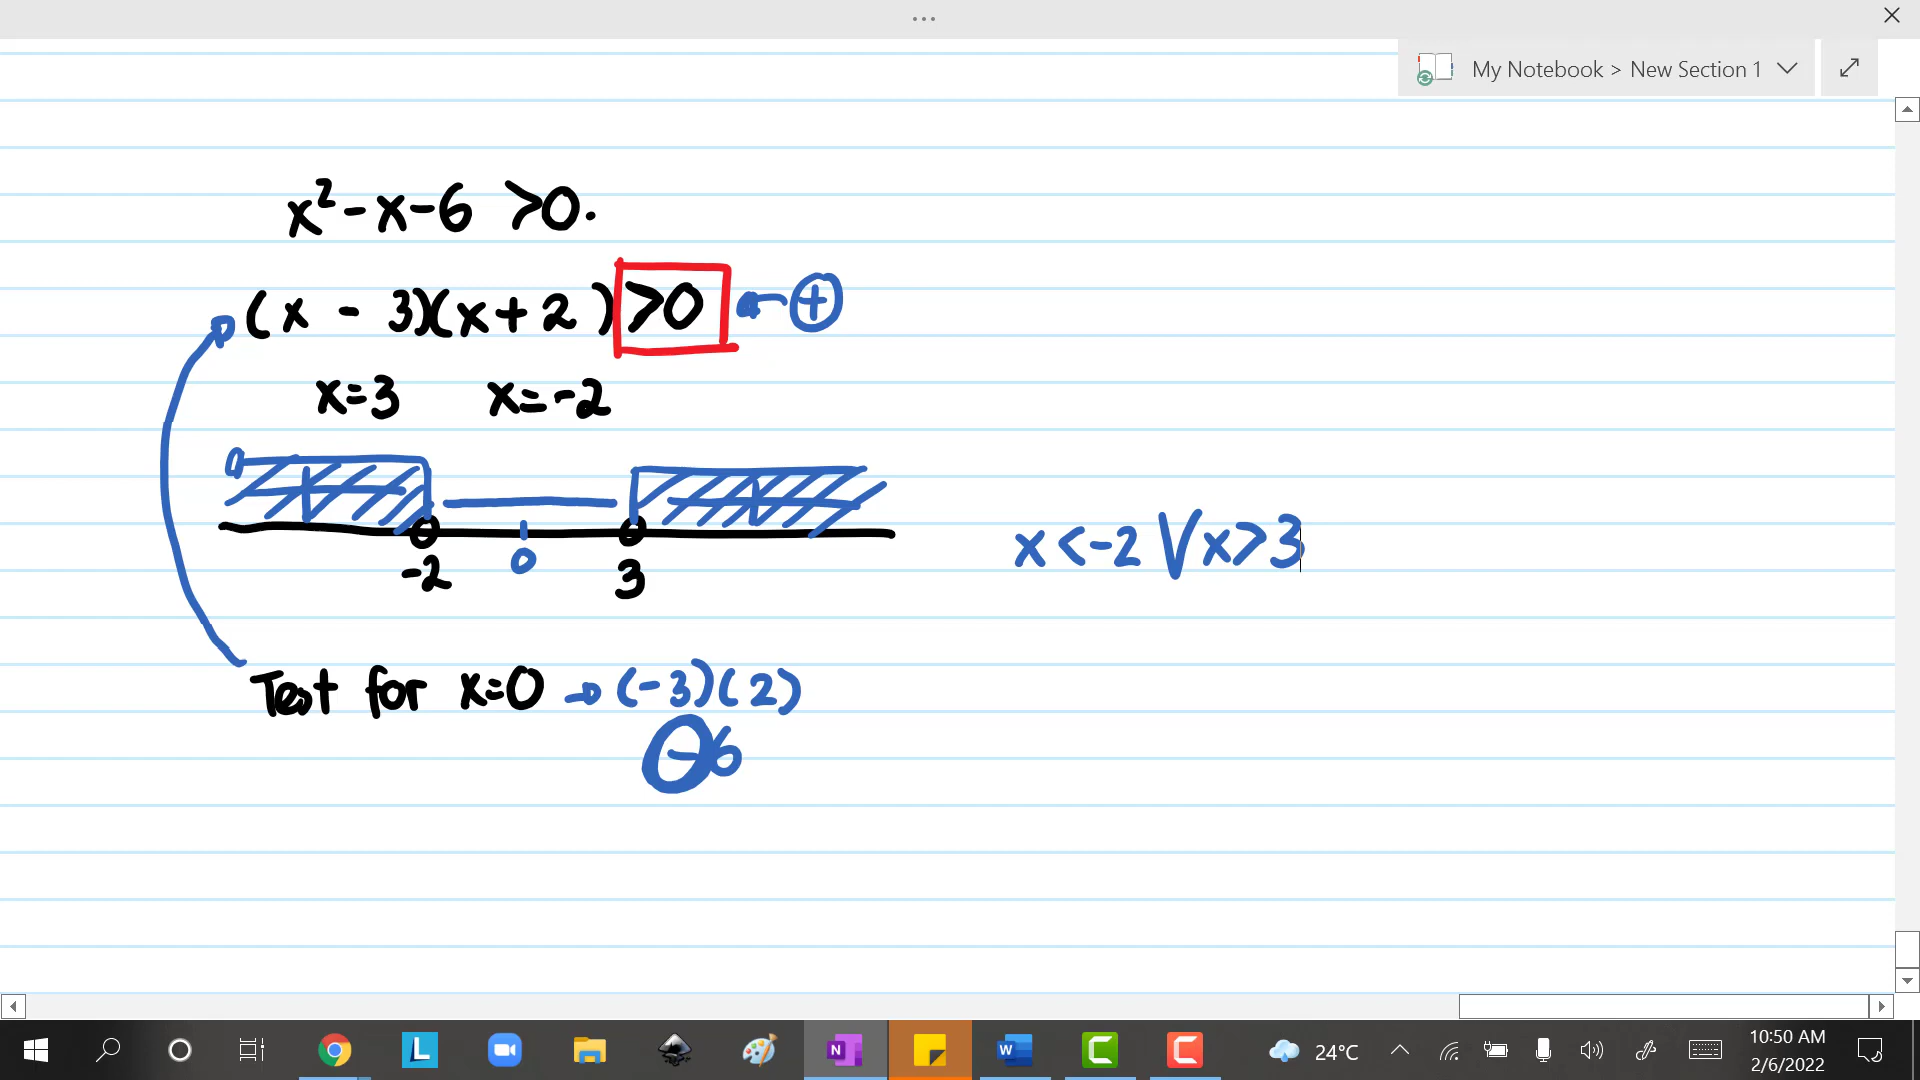 ...
My Notebook > New Section 1
x² - x - 6 > 0.
(x - 3)(x + 2) > 0 +
x = 3 x = -2
-2 0 3
x < -2 V x > 3
Test for x = 0 → (-3)(2)
-6
24°C
10:50 AM
2/6/2022